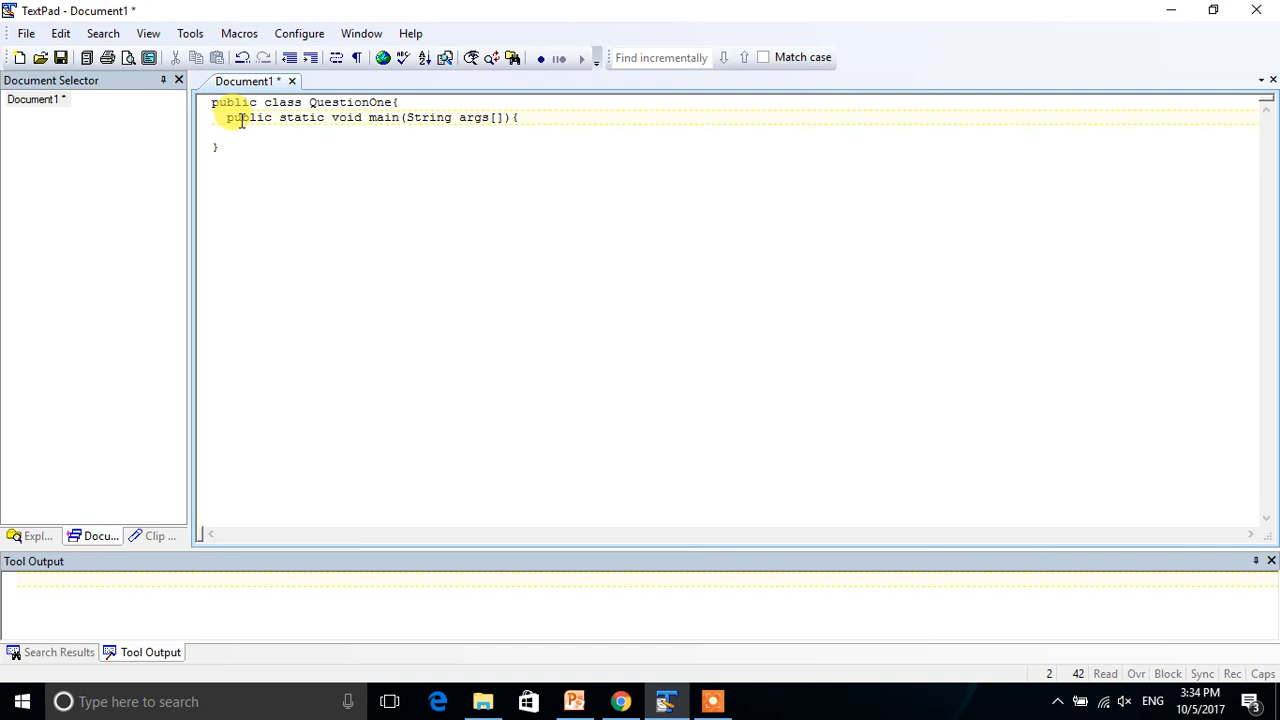 TextPad - Document1 *
File Edit Search View Tools Macros Configure Window Help
Find incrementally Match case
Document Selector
Document1 *
Document1 *
public class QuestionOne{
public static void main(String args[]){
}
Expl... Docu... Clip ...
Tool Output
Search Results Tool Output
2 42 Read Ovr Block Sync Rec Caps
Type here to search
ENG
3:34 PM
10/5/2017
3